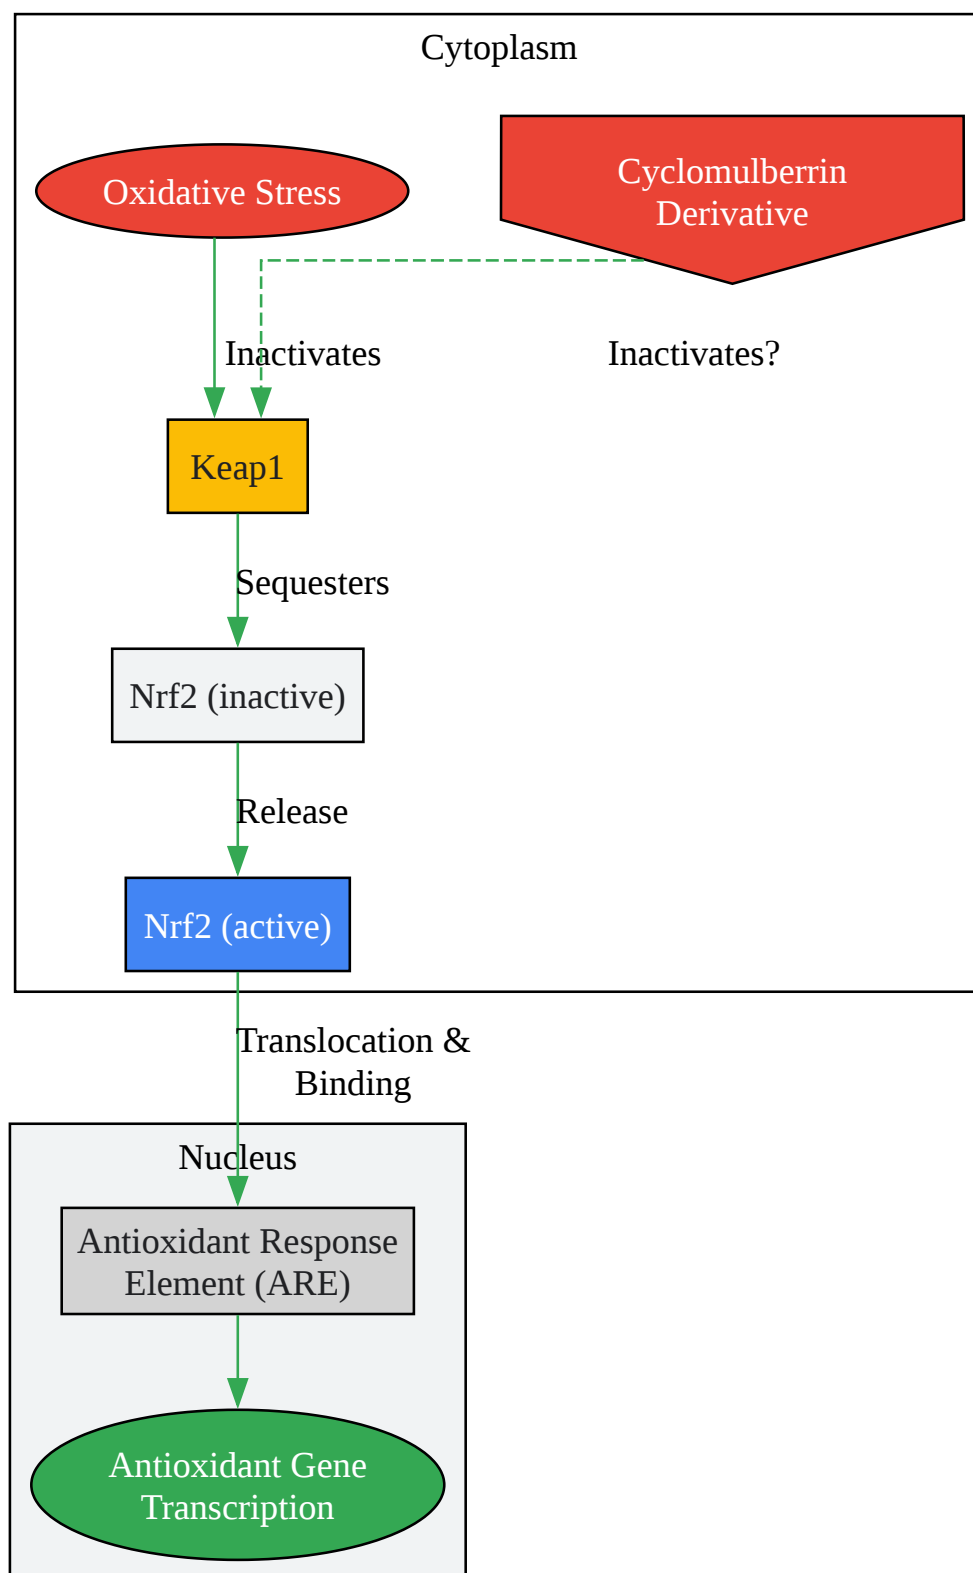 Cytoplasm
Oxidative Stress
Cyclomulberrin
Derivative
Inactivates
Inactivates?
Keap1
Sequesters
Nrf2 (inactive)
Release
Nrf2 (active)
Translocation &
Binding
Nucleus
Antioxidant Response
Element (ARE)
Antioxidant Gene
Transcription